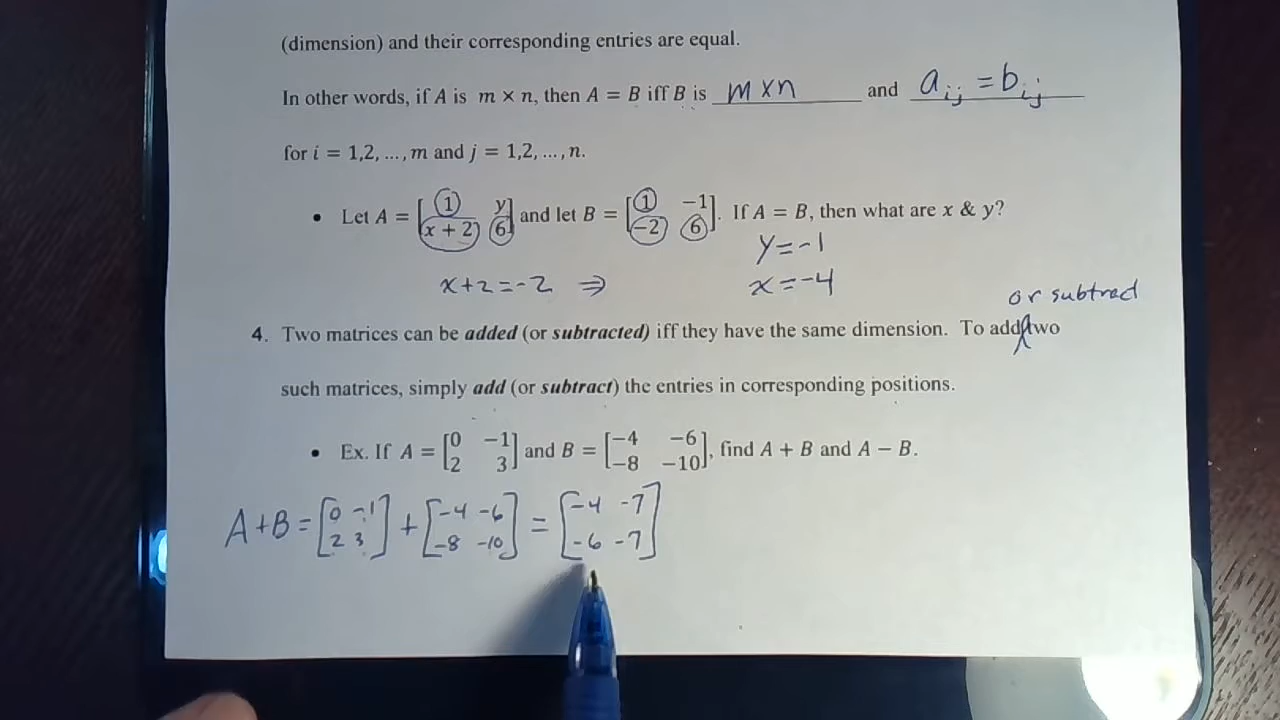 (dimension) and their corresponding entries are equal.
In other words, if A is m × n, then A = B iff B is m×n and aᵢⱼ = bᵢⱼ
for i = 1,2, ..., m and j = 1,2, ..., n.
• Let A = [1 y; x + 2 6] and let B = [1 −1; −2 6]. If A = B, then what are x & y?
y = -1
x+2 = -2 ⇒ x = -4
or subtract
4. Two matrices can be added (or subtracted) iff they have the same dimension. To add two
such matrices, simply add (or subtract) the entries in corresponding positions.
• Ex. If A = [0 −1; 2 3] and B = [−4 −6; −8 −10], find A + B and A − B.
A+B = [0 -1; 2 3] + [-4 -6; -8 -10] = [-4 -7; -6 -7]